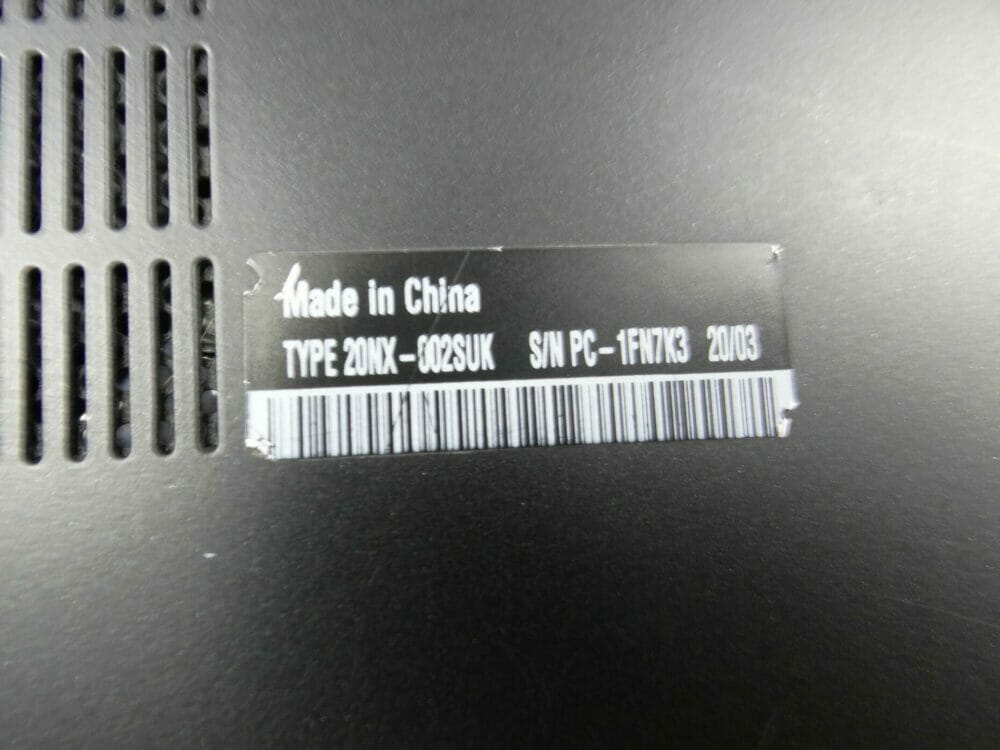 Made in China
TYPE 20NX-002SUK S/N PC-1FN7K3 20/03